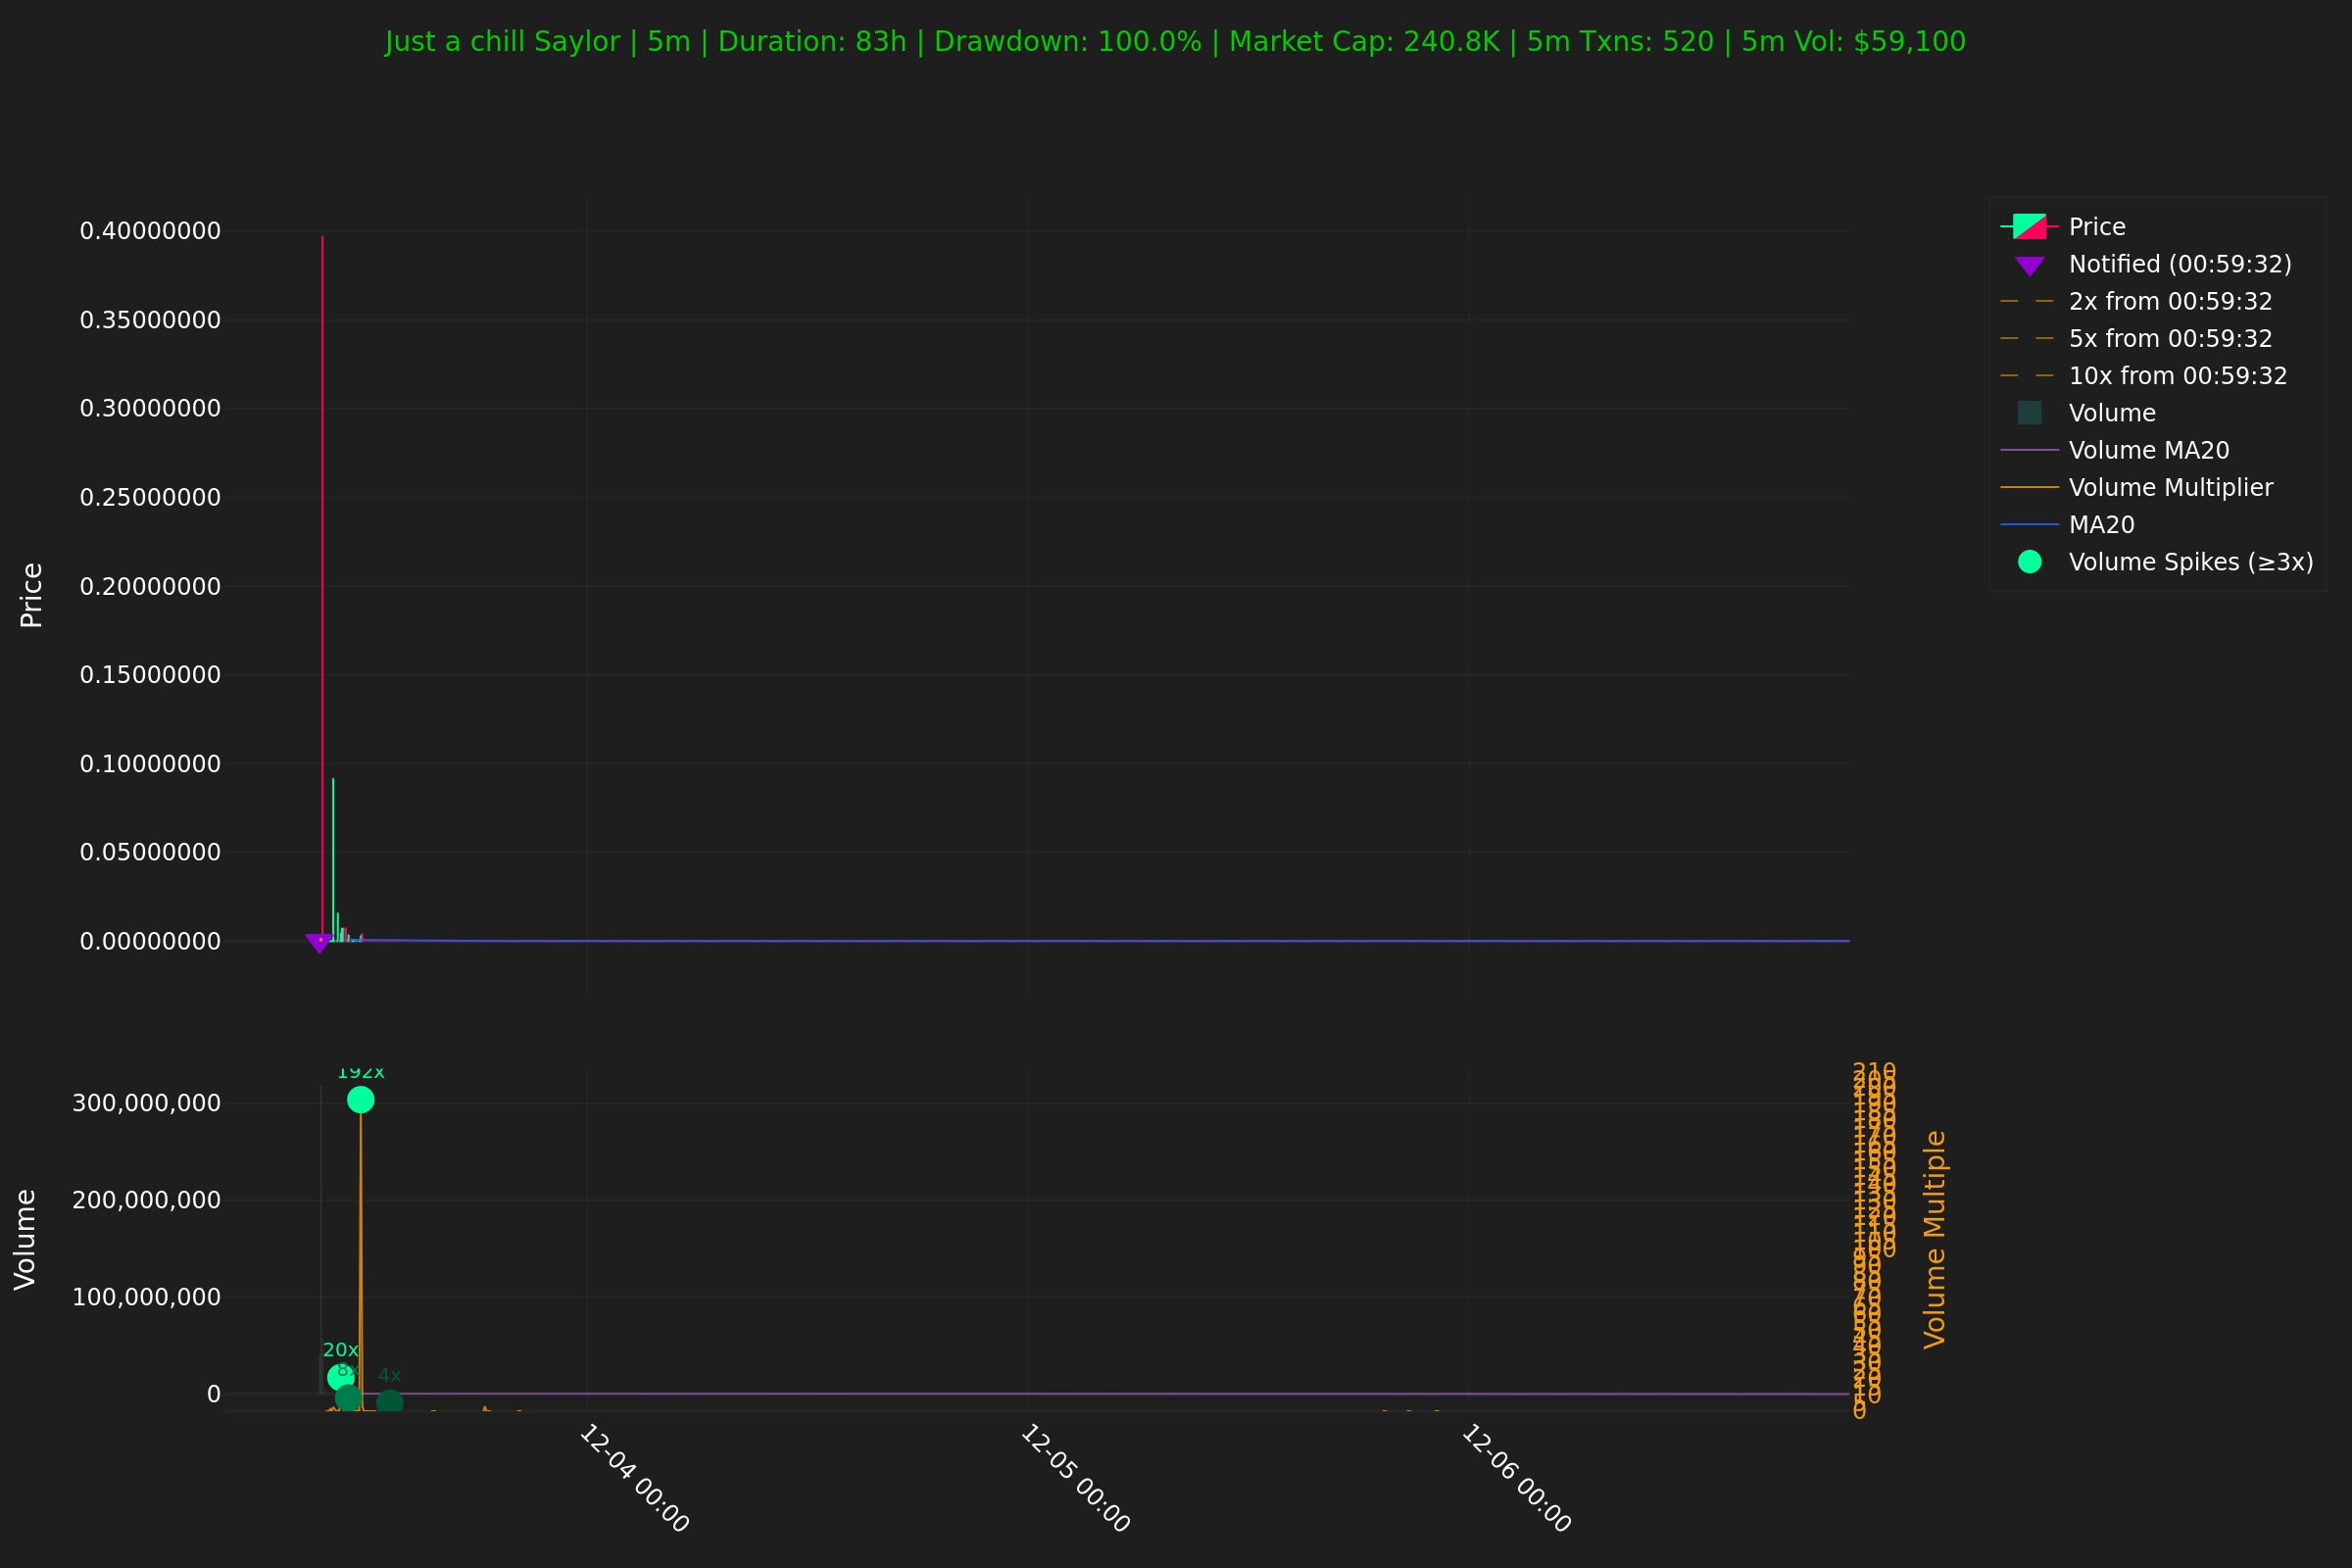 Just a chill Saylor | 5m | Duration: 83h | Drawdown: 100.0% | Market Cap: 240.8K | 5m Txns: 520 | 5m Vol: $59,100
Price
0.40000000
0.35000000
0.30000000
0.25000000
0.20000000
0.15000000
0.10000000
0.05000000
0.00000000
Price
Notified (00:59:32)
2x from 00:59:32
5x from 00:59:32
10x from 00:59:32
Volume
Volume MA20
Volume Multiplier
MA20
Volume Spikes (≥3x)
Volume
300,000,000
200,000,000
100,000,000
0
192x
20x
8x
4x
210
100
0
Volume Multiple
12-04 00:00
12-05 00:00
12-06 00:00